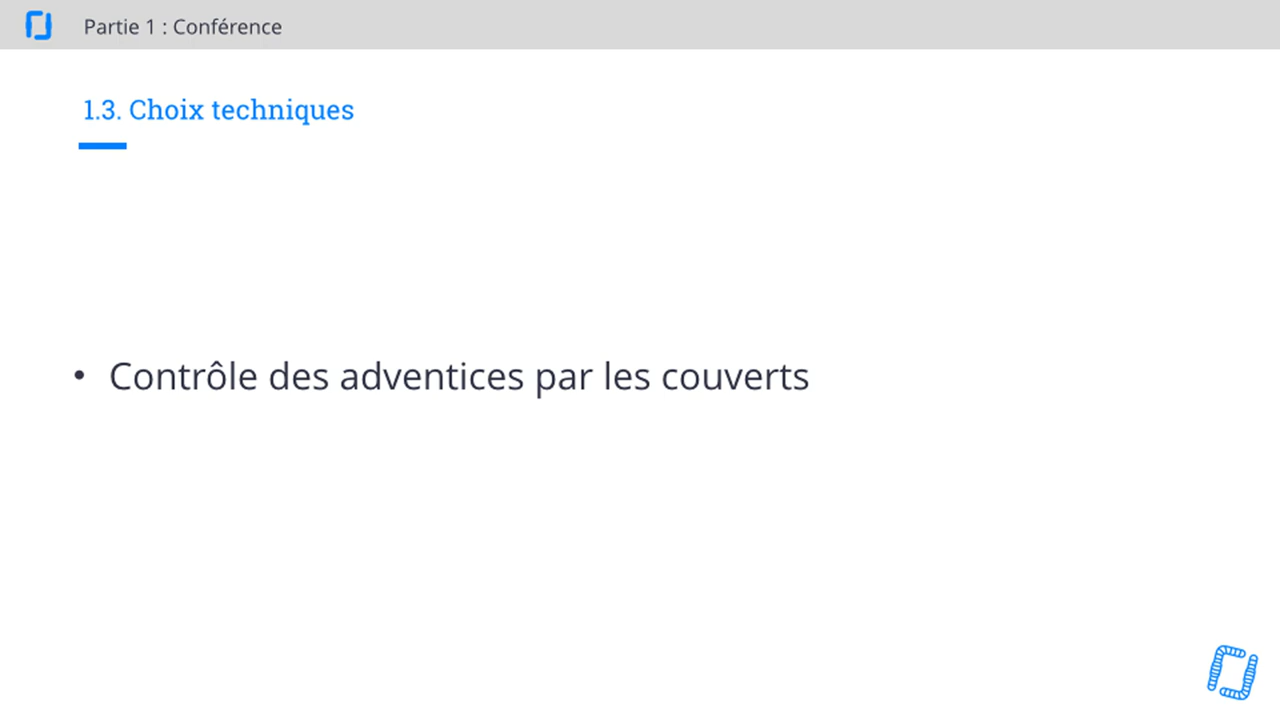 Partie 1 : Conférence
1.3. Choix techniques
• Contrôle des adventices par les couverts